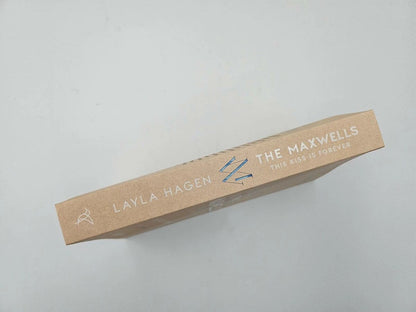 LAYLA HAGEN
THE MAXWELLS
THIS KISS IS FOREVER